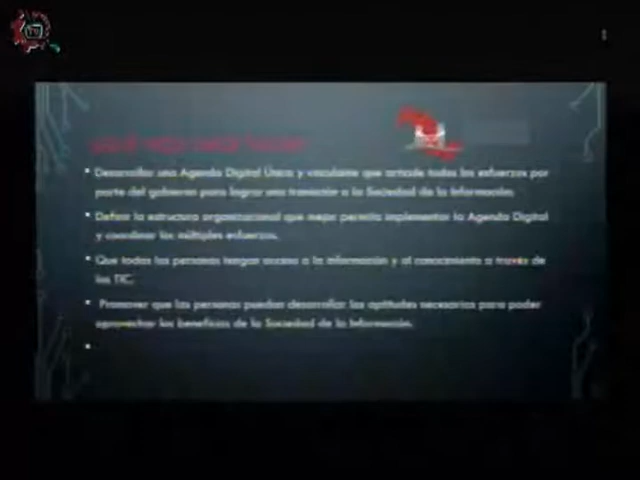 Desarrollar una Agenda Digital Única y vinculante que articule todos los esfuerzos por
parte del gobierno para lograr una transición a la Sociedad de la Información.
Definir la estructura organizacional que mejor permita implementar la Agenda Digital
y coordinar los múltiples esfuerzos.
Que todas las personas tengan acceso a la información y al conocimiento a través de
las TIC.
Promover que las personas puedan desarrollar las aptitudes necesarias para poder
aprovechar los beneficios de la Sociedad de la Información.